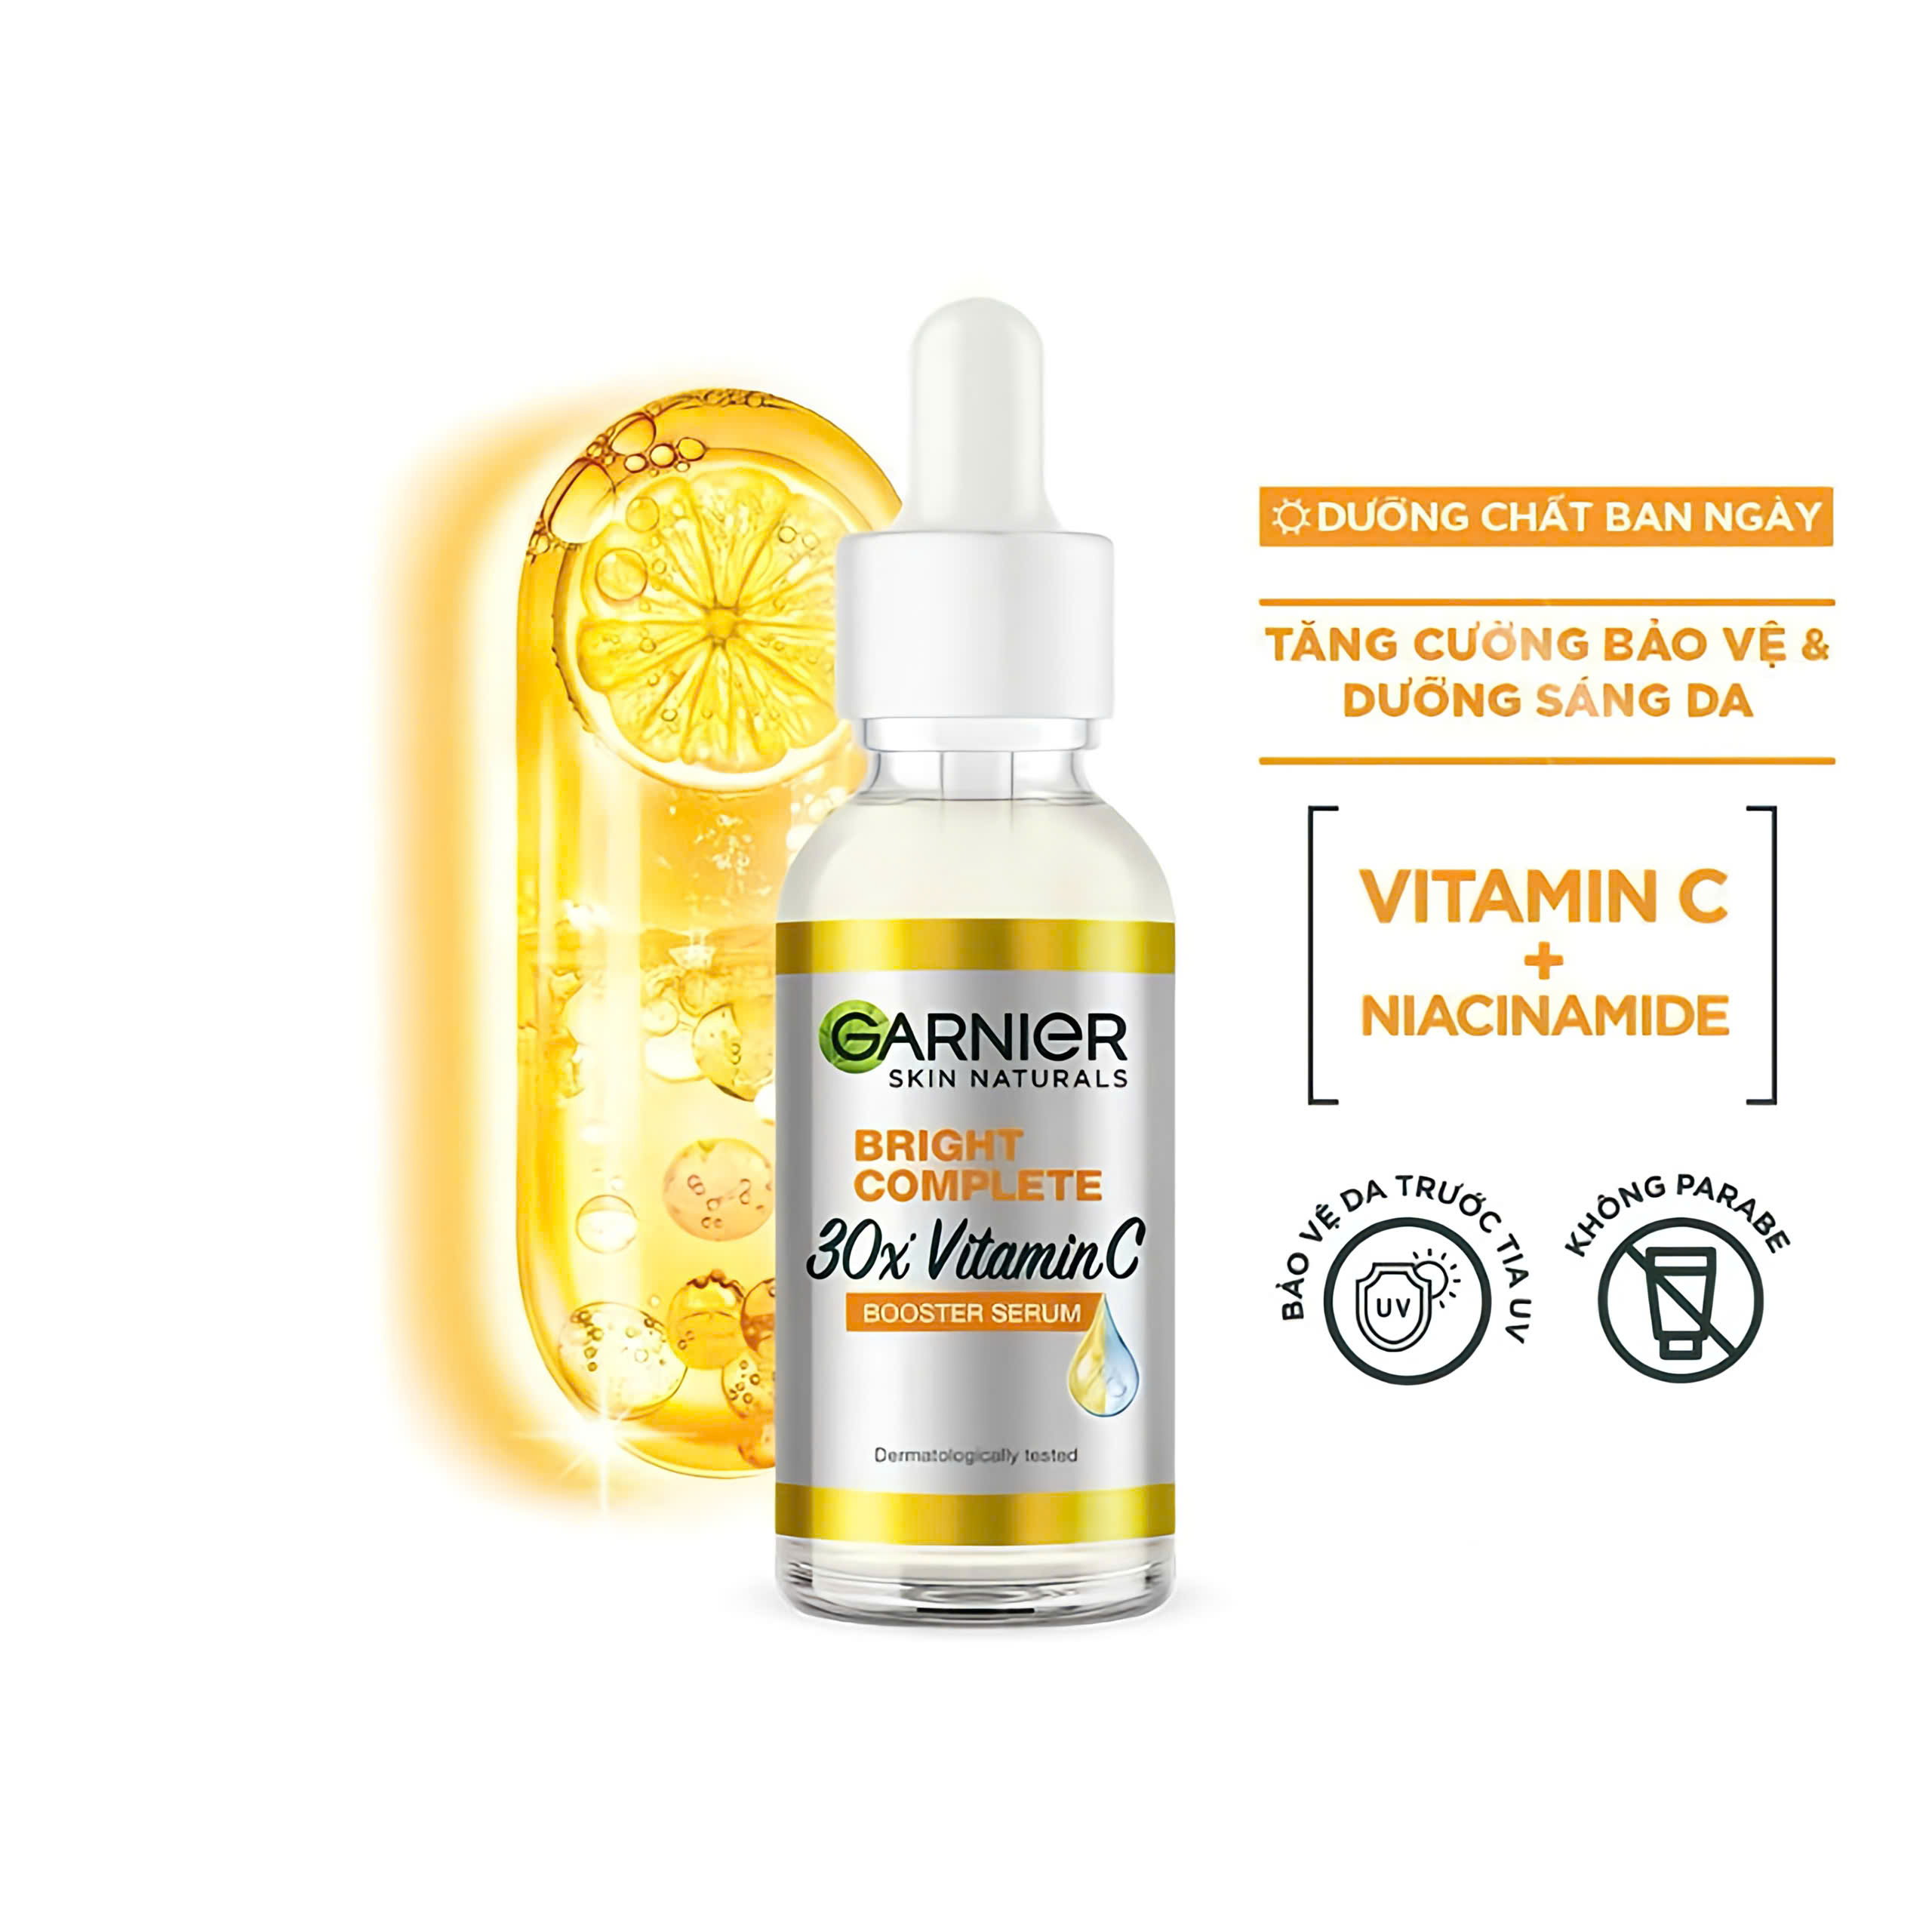 GARNIER
SKIN NATURALS
BRIGHT
COMPLETE
30x Vitamin C
BOOSTER SERUM
Dermatologically tested
DƯỠNG CHẤT BAN NGÀY
TĂNG CƯỜNG BẢO VỆ &
DƯỠNG SÁNG DA
VITAMIN C
+
NIACINAMIDE
BẢO VỆ DA TRƯỚC TIA UV
UV
KHÔNG PARABE